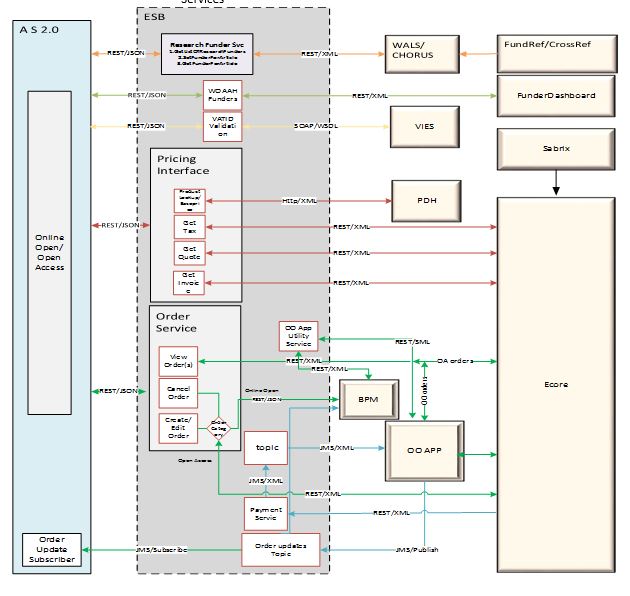 Services
ESB
A S 2.0
Research Funder Svc
1.GetListOfResearchFunders
2.SetFunderForArticle
3.GetFunderForArticle
REST/JSON
REST/XML
WALS/
CHORUS
FundRef/CrossRef
REST/JSON
WOAAH
Funders
REST/XML
FunderDashboard
REST/JSON
VATID
Validati
on
SOAP/WSDL
VIES
Sabrix
Pricing
Interface
Product
Lookup/
Http/XML
PDH
Online
Open/
Open
Access
REST/JSON
Get
Tax
REST/XML
Get
Quote
REST/XML
Get
Invoic
e
REST/XML
Order
Service
OO App
Utility
Service
REST/SML
View
Order(s)
REST/XML
OA orders
REST/XML
Ecore
REST/JSON
Cancel
Order
Online Open
REST/JSON
BPM
OO orders
Create/
Edit
Order
Order
Categ
ory
topic
JMS/XML
OO APP
Open Access
JMS/XML
REST/XML
Payment
Servie
REST/XML
Order
Update
Subscriber
JMS/Subscribe
Order updates
Topic
JMS/Publish